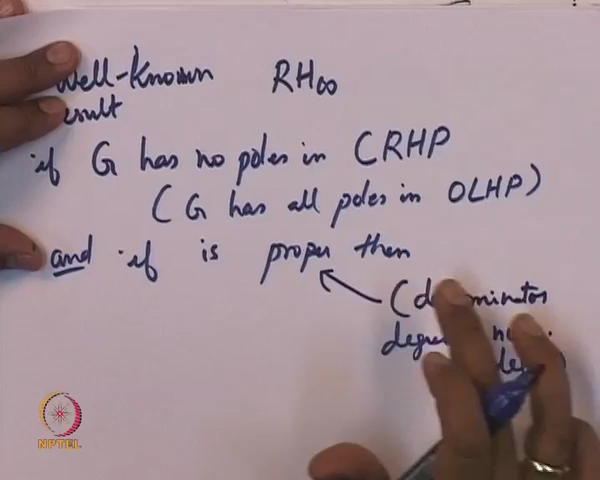 Well-Known RH∞
result
if G has no poles in CRHP
(G has all poles in OLHP)
and if is proper then
(denominator
NPTEL